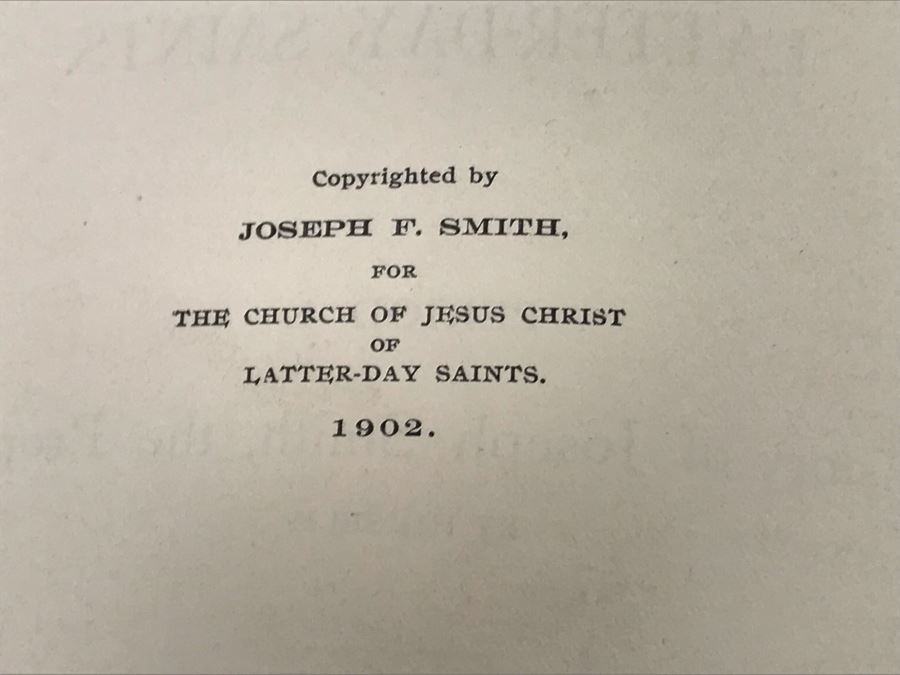 Copyrighted by
JOSEPH F. SMITH,
FOR
THE CHURCH OF JESUS CHRIST
OF
LATTER-DAY SAINTS.
1902.